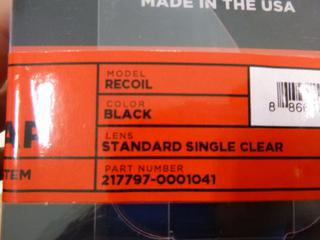 MADE IN THE USA
MODEL
RECOIL
COLOR
BLACK
LENS
STANDARD SINGLE CLEAR
PART NUMBER
217797-0001041